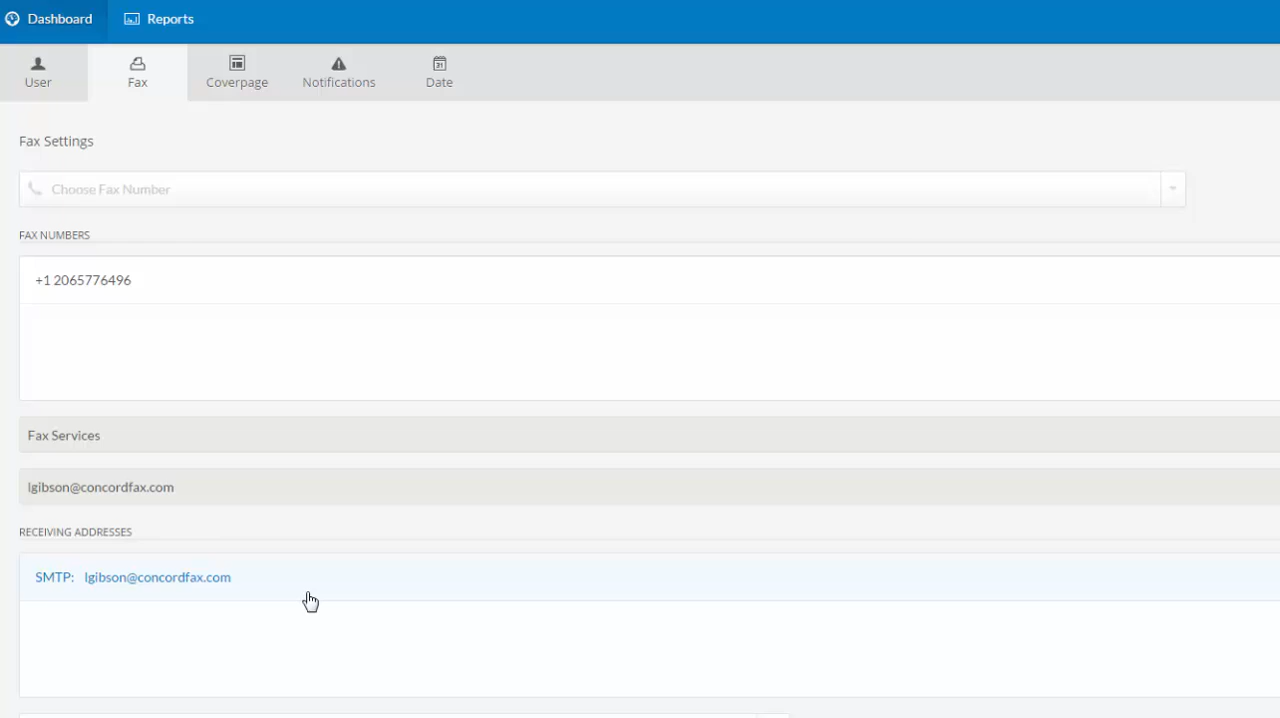 Dashboard Reports
User Fax Coverpage Notifications Date
Fax Settings
Choose Fax Number
FAX NUMBERS
+1 2065776496
Fax Services
lgibson@concordfax.com
RECEIVING ADDRESSES
SMTP: lgibson@concordfax.com